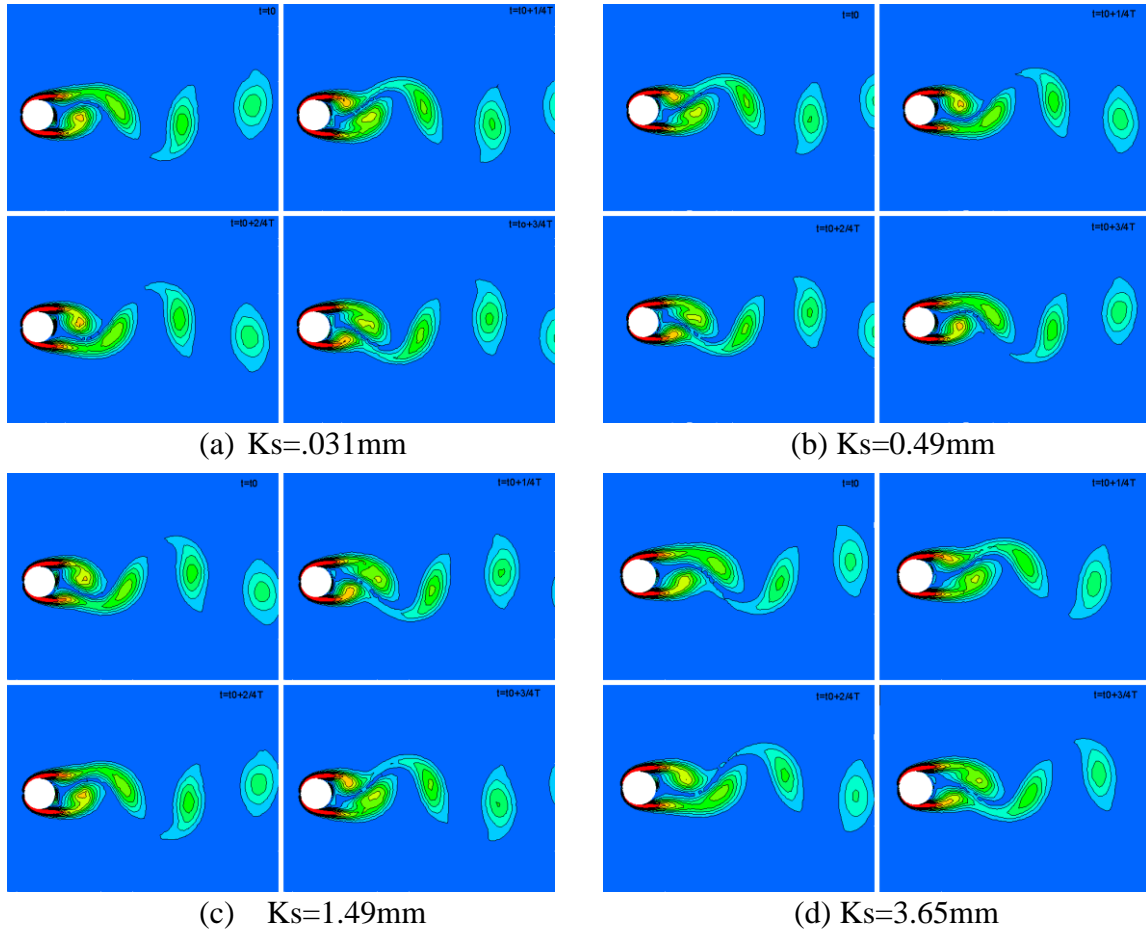 t=t0
t=t0+1/4T
t=t0+2/4T
t=to+3/4T
(a) Ks=.031mm
t=t0
t=t0+1/4T
t=t0+2/4T
t=t0+3/4T
(b) Ks=0.49mm
t=t0
t=t0+1/4T
t=t0+2/4T
t=t0+3/4T
(c) Ks=1.49mm
t=t0
t=t0+1/4T
t=t0+2/4T
t=t0+3/4T
(d) Ks=3.65mm